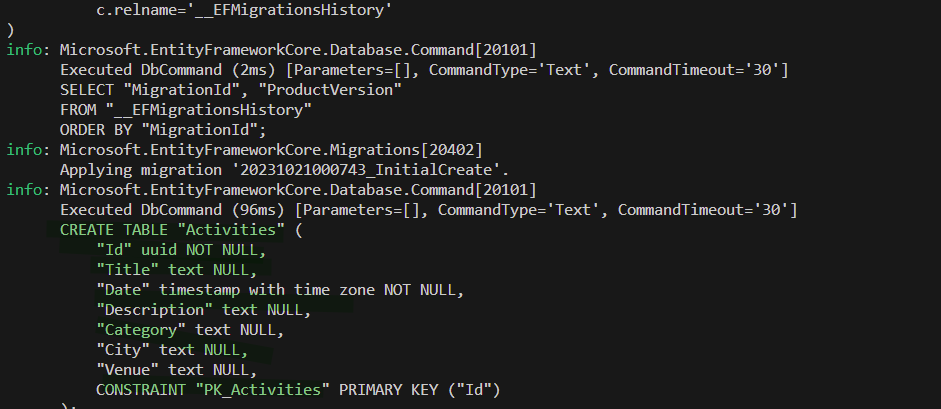 c.relname='__EFMigrationsHistory'
)
info: Microsoft.EntityFrameworkCore.Database.Command[20101]
Executed DbCommand (2ms) [Parameters=[], CommandType='Text', CommandTimeout='30']
SELECT "MigrationId", "ProductVersion"
FROM "__EFMigrationsHistory"
ORDER BY "MigrationId";
info: Microsoft.EntityFrameworkCore.Migrations[20402]
Applying migration '20231021000743_InitialCreate'.
info: Microsoft.EntityFrameworkCore.Database.Command[20101]
Executed DbCommand (96ms) [Parameters=[], CommandType='Text', CommandTimeout='30']
CREATE TABLE "Activities" (
"Id" uuid NOT NULL,
"Title" text NULL,
"Date" timestamp with time zone NOT NULL,
"Description" text NULL,
"Category" text NULL,
"City" text NULL,
"Venue" text NULL,
CONSTRAINT "PK_Activities" PRIMARY KEY ("Id")
);